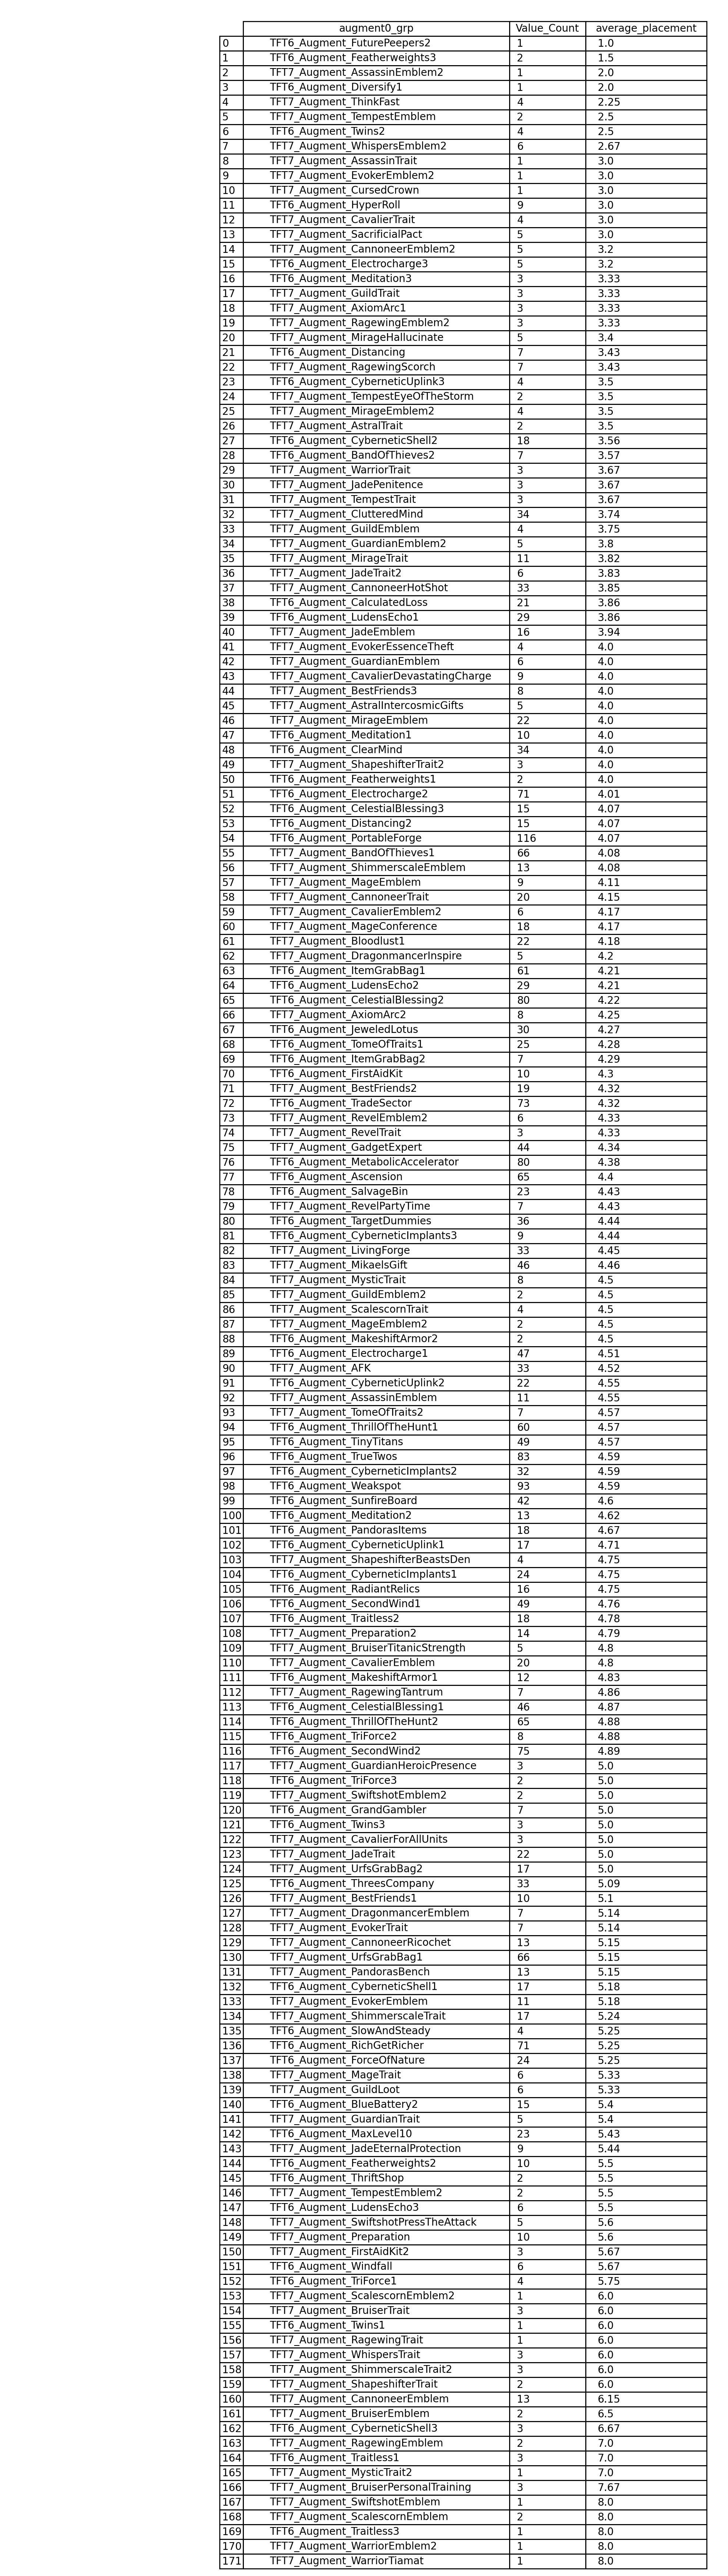 augment0_grp Value_Count average_placement
0 TFT6_Augment_FuturePeepers2 1 1.0
1 TFT6_Augment_Featherweights3 2 1.5
2 TFT7_Augment_AssassinEmblem2 1 2.0
3 TFT6_Augment_Diversify1 1 2.0
4 TFT7_Augment_ThinkFast 4 2.25
5 TFT7_Augment_TempestEmblem 2 2.5
6 TFT6_Augment_Twins2 4 2.5
7 TFT7_Augment_WhispersEmblem2 6 2.67
8 TFT7_Augment_AssassinTrait 1 3.0
9 TFT7_Augment_EvokerEmblem2 1 3.0
10 TFT7_Augment_CursedCrown 1 3.0
11 TFT6_Augment_HyperRoll 9 3.0
12 TFT7_Augment_CavalierTrait 4 3.0
13 TFT7_Augment_SacrificialPact 5 3.0
14 TFT7_Augment_CannoneerEmblem2 5 3.2
15 TFT6_Augment_Electrocharge3 5 3.2
16 TFT6_Augment_Meditation3 3 3.33
17 TFT7_Augment_GuildTrait 3 3.33
18 TFT7_Augment_AxiomArc1 3 3.33
19 TFT7_Augment_RagewingEmblem2 3 3.33
20 TFT7_Augment_MirageHallucinate 5 3.4
21 TFT6_Augment_Distancing 7 3.43
22 TFT7_Augment_RagewingScorch 7 3.43
23 TFT6_Augment_CyberneticUplink3 4 3.5
24 TFT7_Augment_TempestEyeOfTheStorm 2 3.5
25 TFT7_Augment_MirageEmblem2 4 3.5
26 TFT7_Augment_AstralTrait 2 3.5
27 TFT6_Augment_CyberneticShell2 18 3.56
28 TFT6_Augment_BandOfThieves2 7 3.57
29 TFT7_Augment_WarriorTrait 3 3.67
30 TFT7_Augment_JadePenitence 3 3.67
31 TFT7_Augment_TempestTrait 3 3.67
32 TFT7_Augment_ClutteredMind 34 3.74
33 TFT7_Augment_GuildEmblem 4 3.75
34 TFT7_Augment_GuardianEmblem2 5 3.8
35 TFT7_Augment_MirageTrait 11 3.82
36 TFT7_Augment_JadeTrait2 6 3.83
37 TFT7_Augment_CannoneerHotShot 33 3.85
38 TFT6_Augment_CalculatedLoss 21 3.86
39 TFT6_Augment_LudensEcho1 29 3.86
40 TFT7_Augment_JadeEmblem 16 3.94
41 TFT7_Augment_EvokerEssenceTheft 4 4.0
42 TFT7_Augment_GuardianEmblem 6 4.0
43 TFT7_Augment_CavalierDevastatingCharge 9 4.0
44 TFT7_Augment_BestFriends3 8 4.0
45 TFT7_Augment_AstralIntercosmicGifts 5 4.0
46 TFT7_Augment_MirageEmblem 22 4.0
47 TFT6_Augment_Meditation1 10 4.0
48 TFT6_Augment_ClearMind 34 4.0
49 TFT7_Augment_ShapeshifterTrait2 3 4.0
50 TFT6_Augment_Featherweights1 2 4.0
51 TFT6_Augment_Electrocharge2 71 4.01
52 TFT6_Augment_CelestialBlessing3 15 4.07
53 TFT6_Augment_Distancing2 15 4.07
54 TFT6_Augment_PortableForge 116 4.07
55 TFT7_Augment_BandOfThieves1 66 4.08
56 TFT7_Augment_ShimmerscaleEmblem 13 4.08
57 TFT7_Augment_MageEmblem 9 4.11
58 TFT7_Augment_CannoneerTrait 20 4.15
59 TFT7_Augment_CavalierEmblem2 6 4.17
60 TFT7_Augment_MageConference 18 4.17
61 TFT7_Augment_Bloodlust1 22 4.18
62 TFT7_Augment_DragonmancerInspire 5 4.2
63 TFT6_Augment_ItemGrabBag1 61 4.21
64 TFT6_Augment_LudensEcho2 29 4.21
65 TFT6_Augment_CelestialBlessing2 80 4.22
66 TFT7_Augment_AxiomArc2 8 4.25
67 TFT6_Augment_JeweledLotus 30 4.27
68 TFT6_Augment_TomeOfTraits1 25 4.28
69 TFT6_Augment_ItemGrabBag2 7 4.29
70 TFT6_Augment_FirstAidKit 10 4.3
71 TFT7_Augment_BestFriends2 19 4.32
72 TFT6_Augment_TradeSector 73 4.32
73 TFT7_Augment_RevelEmblem2 6 4.33
74 TFT7_Augment_RevelTrait 3 4.33
75 TFT7_Augment_GadgetExpert 44 4.34
76 TFT6_Augment_MetabolicAccelerator 80 4.38
77 TFT6_Augment_Ascension 65 4.4
78 TFT6_Augment_SalvageBin 23 4.43
79 TFT7_Augment_RevelPartyTime 7 4.43
80 TFT6_Augment_TargetDummies 36 4.44
81 TFT6_Augment_CyberneticImplants3 9 4.44
82 TFT7_Augment_LivingForge 33 4.45
83 TFT7_Augment_MikaelsGift 46 4.46
84 TFT7_Augment_MysticTrait 8 4.5
85 TFT7_Augment_GuildEmblem2 2 4.5
86 TFT7_Augment_ScalescornTrait 4 4.5
87 TFT7_Augment_MageEmblem2 2 4.5
88 TFT6_Augment_MakeshiftArmor2 2 4.5
89 TFT6_Augment_Electrocharge1 47 4.51
90 TFT7_Augment_AFK 33 4.52
91 TFT6_Augment_CyberneticUplink2 22 4.55
92 TFT7_Augment_AssassinEmblem 11 4.55
93 TFT7_Augment_TomeOfTraits2 7 4.57
94 TFT6_Augment_ThrillOfTheHunt1 60 4.57
95 TFT6_Augment_TinyTitans 49 4.57
96 TFT6_Augment_TrueTwos 83 4.59
97 TFT6_Augment_CyberneticImplants2 32 4.59
98 TFT6_Augment_Weakspot 93 4.59
99 TFT6_Augment_SunfireBoard 42 4.6
100 TFT6_Augment_Meditation2 13 4.62
101 TFT6_Augment_PandorasItems 18 4.67
102 TFT6_Augment_CyberneticUplink1 17 4.71
103 TFT7_Augment_ShapeshifterBeastsDen 4 4.75
104 TFT6_Augment_CyberneticImplants1 24 4.75
105 TFT6_Augment_RadiantRelics 16 4.75
106 TFT6_Augment_SecondWind1 49 4.76
107 TFT6_Augment_Traitless2 18 4.78
108 TFT7_Augment_Preparation2 14 4.79
109 TFT7_Augment_BruiserTitanicStrength 5 4.8
110 TFT7_Augment_CavalierEmblem 20 4.8
111 TFT6_Augment_MakeshiftArmor1 12 4.83
112 TFT7_Augment_RagewingTantrum 7 4.86
113 TFT6_Augment_CelestialBlessing1 46 4.87
114 TFT6_Augment_ThrillOfTheHunt2 65 4.88
115 TFT6_Augment_TriForce2 8 4.88
116 TFT6_Augment_SecondWind2 75 4.89
117 TFT7_Augment_GuardianHeroicPresence 3 5.0
118 TFT6_Augment_TriForce3 2 5.0
119 TFT7_Augment_SwiftshotEmblem2 2 5.0
120 TFT6_Augment_GrandGambler 7 5.0
121 TFT6_Augment_Twins3 3 5.0
122 TFT7_Augment_CavalierForAllUnits 3 5.0
123 TFT7_Augment_JadeTrait 22 5.0
124 TFT7_Augment_UrfsGrabBag2 17 5.0
125 TFT6_Augment_ThreesCompany 33 5.09
126 TFT7_Augment_BestFriends1 10 5.1
127 TFT7_Augment_DragonmancerEmblem 7 5.14
128 TFT7_Augment_EvokerTrait 7 5.14
129 TFT7_Augment_CannoneerRicochet 13 5.15
130 TFT7_Augment_UrfsGrabBag1 66 5.15
131 TFT7_Augment_PandorasBench 13 5.15
132 TFT6_Augment_CyberneticShell1 17 5.18
133 TFT7_Augment_EvokerEmblem 11 5.18
134 TFT7_Augment_ShimmerscaleTrait 17 5.24
135 TFT6_Augment_SlowAndSteady 4 5.25
136 TFT6_Augment_RichGetRicher 71 5.25
137 TFT6_Augment_ForceOfNature 24 5.25
138 TFT7_Augment_MageTrait 6 5.33
139 TFT7_Augment_GuildLoot 6 5.33
140 TFT6_Augment_BlueBattery2 15 5.4
141 TFT7_Augment_GuardianTrait 5 5.4
142 TFT6_Augment_MaxLevel10 23 5.43
143 TFT7_Augment_JadeEternalProtection 9 5.44
144 TFT6_Augment_Featherweights2 10 5.5
145 TFT6_Augment_ThriftShop 2 5.5
146 TFT7_Augment_TempestEmblem2 2 5.5
147 TFT6_Augment_LudensEcho3 6 5.5
148 TFT7_Augment_SwiftshotPressTheAttack 5 5.6
149 TFT7_Augment_Preparation 10 5.6
150 TFT7_Augment_FirstAidKit2 3 5.67
151 TFT6_Augment_Windfall 6 5.67
152 TFT6_Augment_TriForce1 4 5.75
153 TFT7_Augment_ScalescornEmblem2 1 6.0
154 TFT7_Augment_BruiserTrait 3 6.0
155 TFT6_Augment_Twins1 1 6.0
156 TFT7_Augment_RagewingTrait 1 6.0
157 TFT7_Augment_WhispersTrait 3 6.0
158 TFT7_Augment_ShimmerscaleTrait2 3 6.0
159 TFT7_Augment_ShapeshifterTrait 2 6.0
160 TFT7_Augment_CannoneerEmblem 13 6.15
161 TFT7_Augment_BruiserEmblem 2 6.5
162 TFT6_Augment_CyberneticShell3 3 6.67
163 TFT7_Augment_RagewingEmblem 2 7.0
164 TFT6_Augment_Traitless1 3 7.0
165 TFT7_Augment_MysticTrait2 1 7.0
166 TFT7_Augment_BruiserPersonalTraining 3 7.67
167 TFT7_Augment_SwiftshotEmblem 1 8.0
168 TFT7_Augment_ScalescornEmblem 2 8.0
169 TFT6_Augment_Traitless3 1 8.0
170 TFT7_Augment_WarriorEmblem2 1 8.0
171 TFT7_Augment_WarriorTiamat 1 8.0